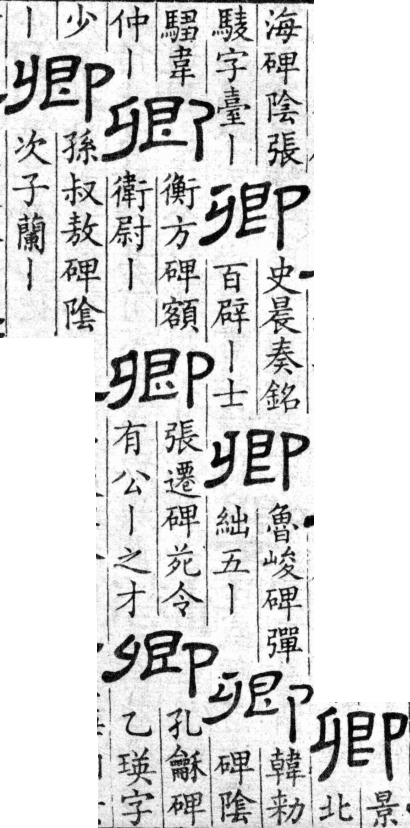 卿
景
北
海碑陰張
䮚字臺丨
卿
史晨奏銘
百辟丨士
卿
魯峻碑彈
絀五丨
卿
韓勑
碑陰
騶韋
仲丨
卿
衡方碑額
衛尉丨
卿
張遷碑苑令
有公丨之才
卿
孔龢碑
乙瑛字
少
丨
卿
孫叔敖碑陰
次子蘭丨